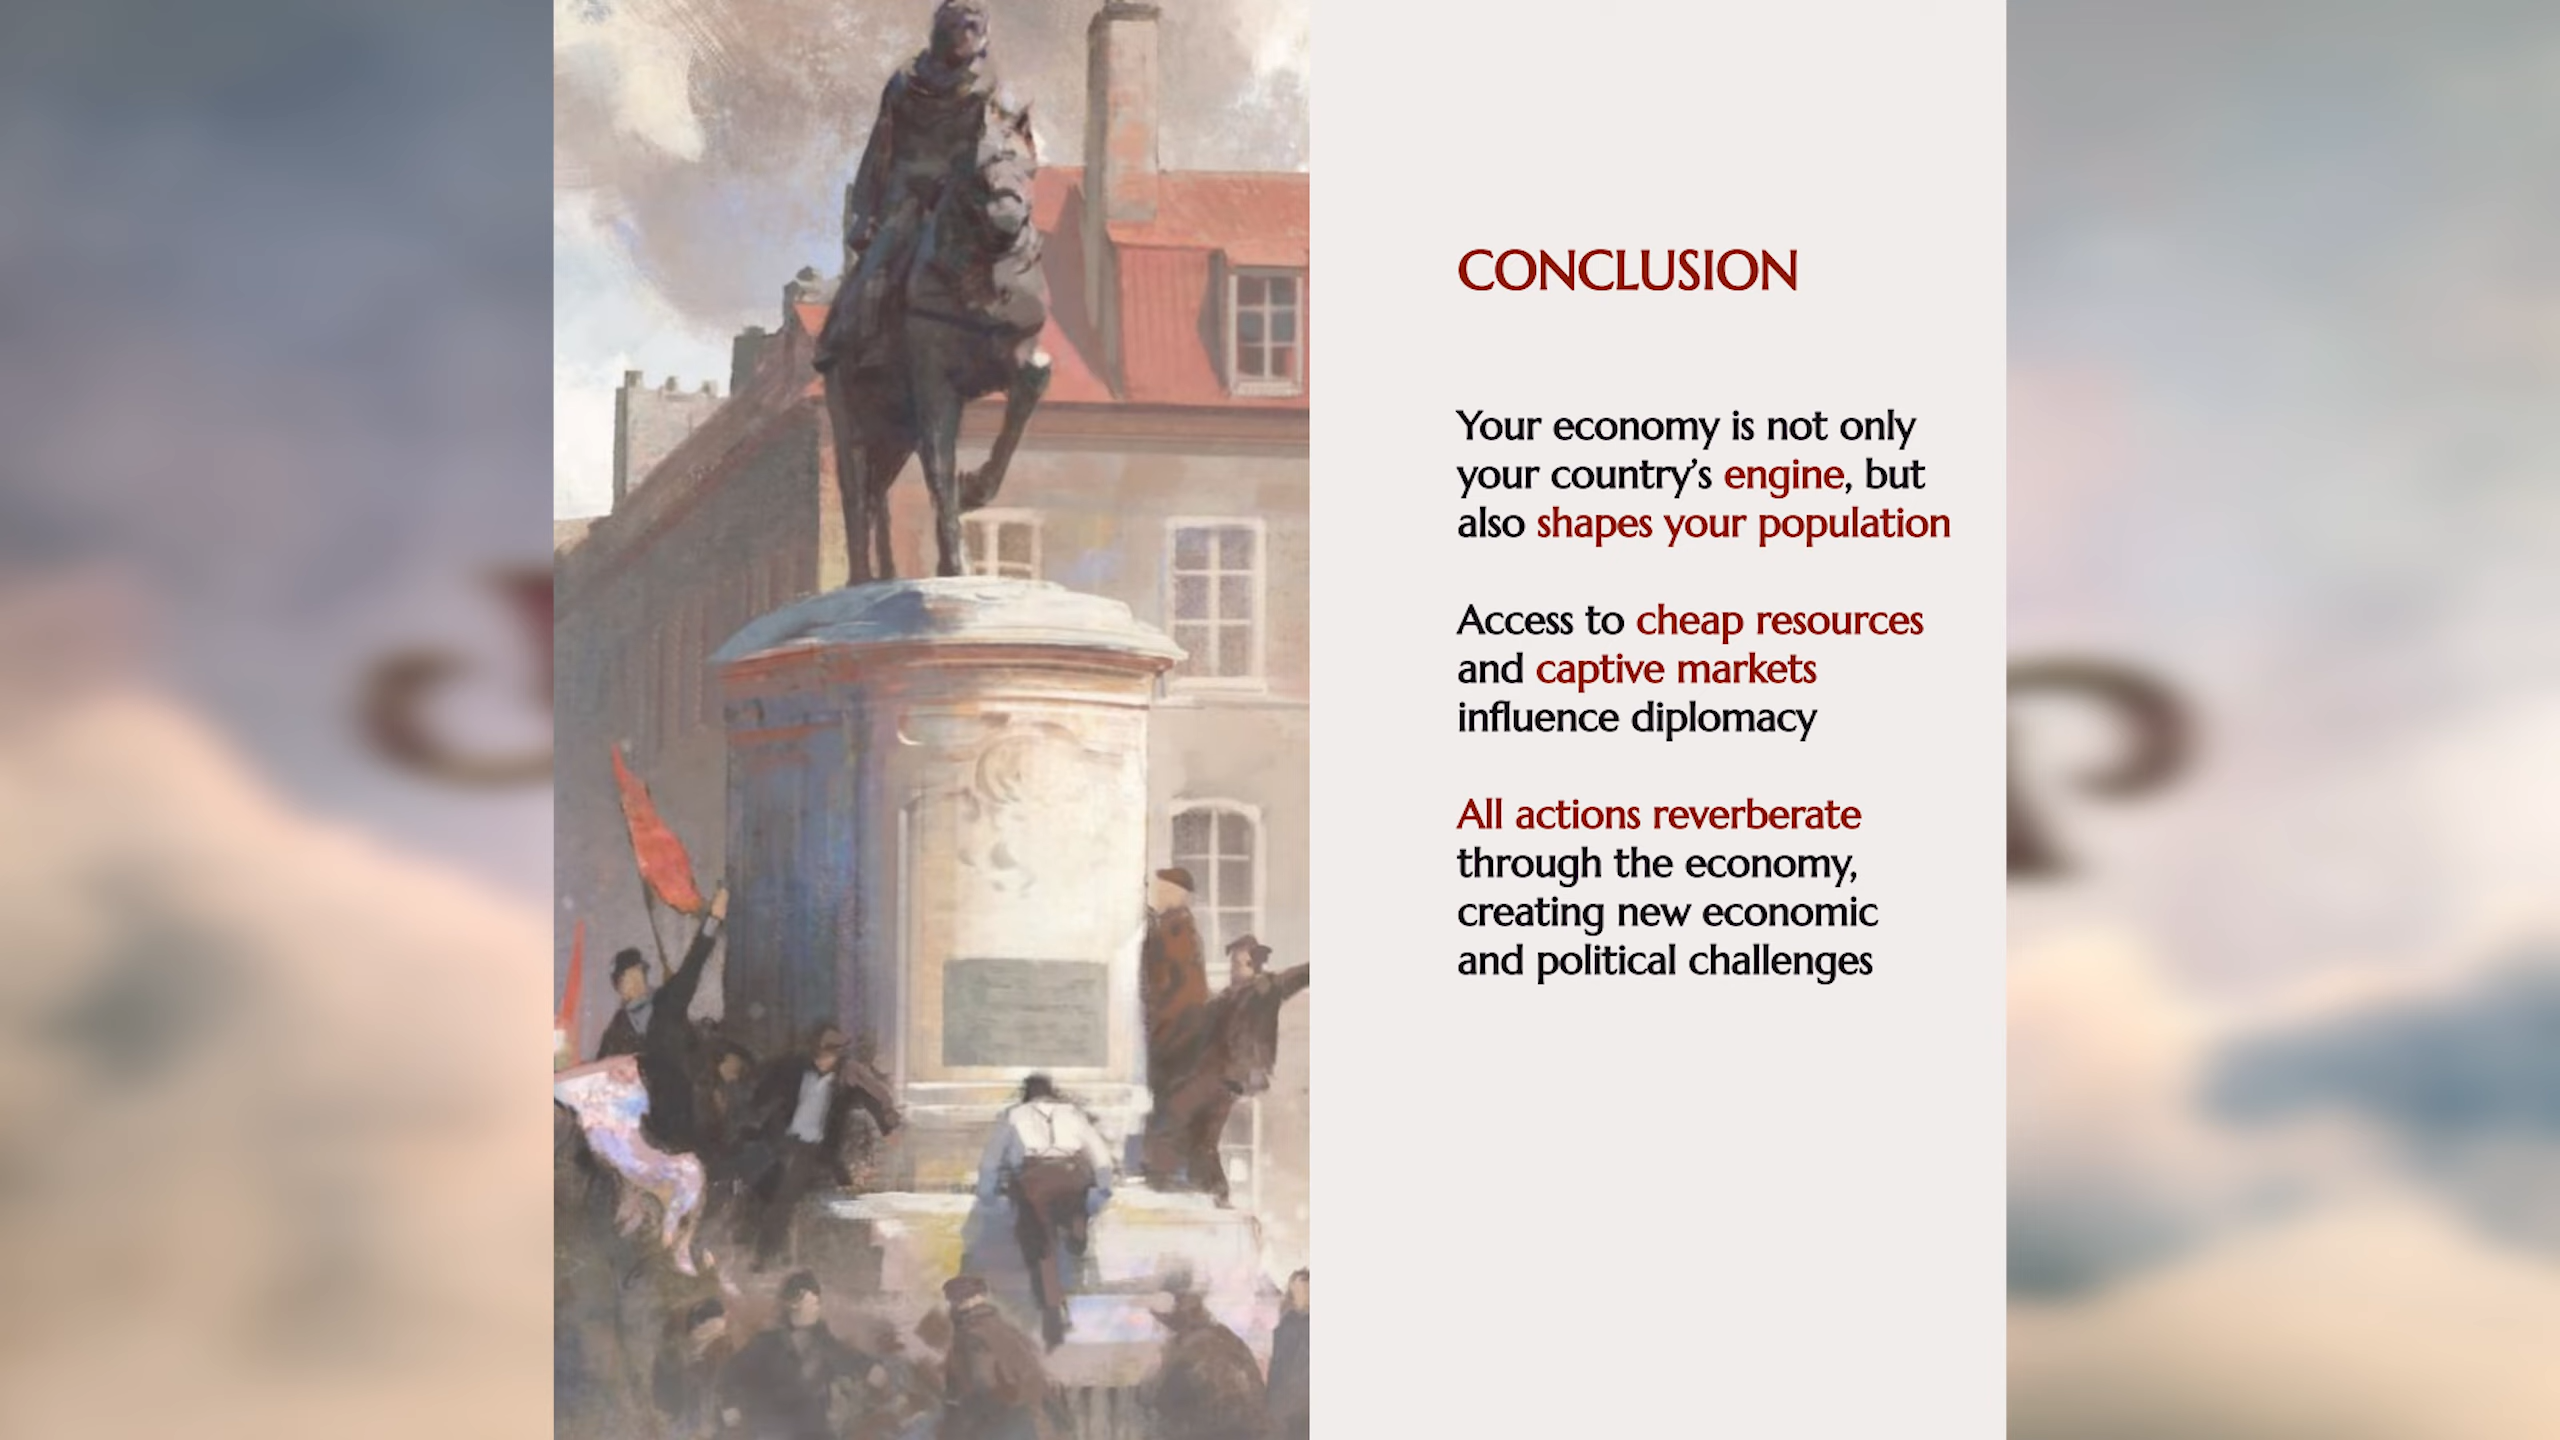 CONCLUSION
Your economy is not only
your country’s engine, but
also shapes your population
Access to cheap resources
and captive markets
influence diplomacy
All actions reverberate
through the economy,
creating new economic
and political challenges